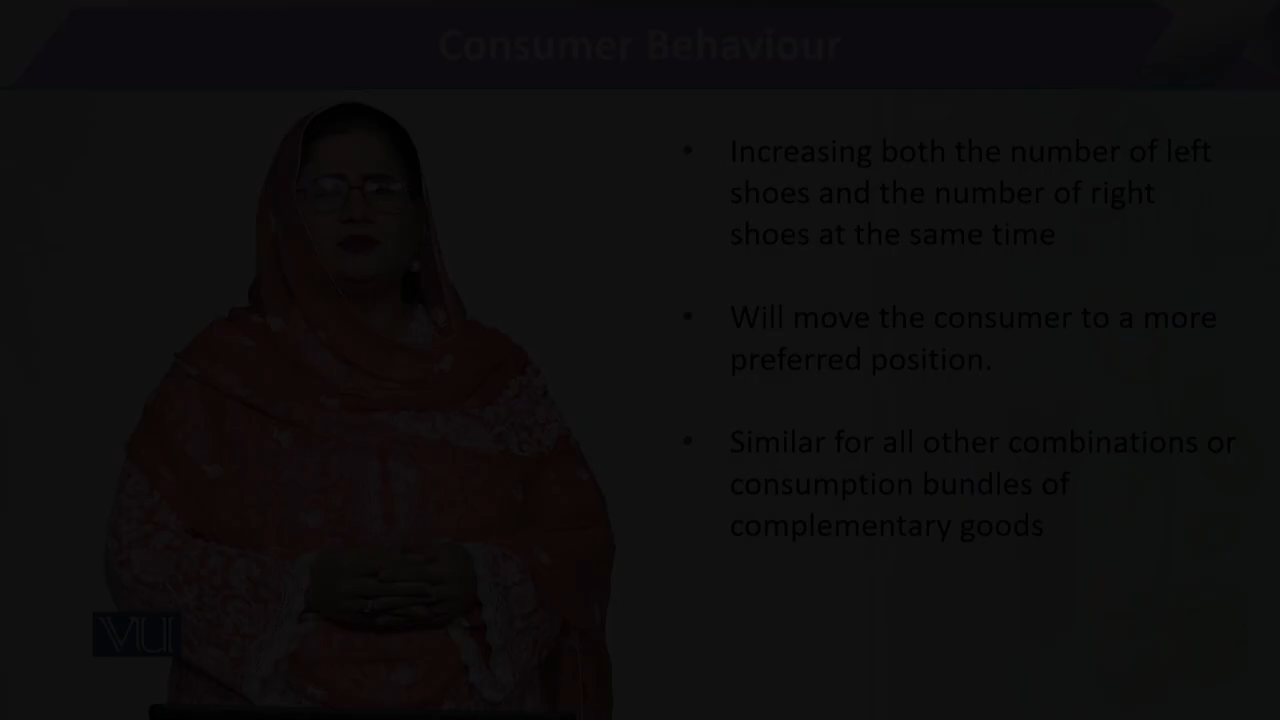 Consumer Behaviour
• Increasing both the number of left
shoes and the number of right
shoes at the same time
• Will move the consumer to a more
preferred position.
• Similar for all other combinations or
consumption bundles of
complementary goods
VU